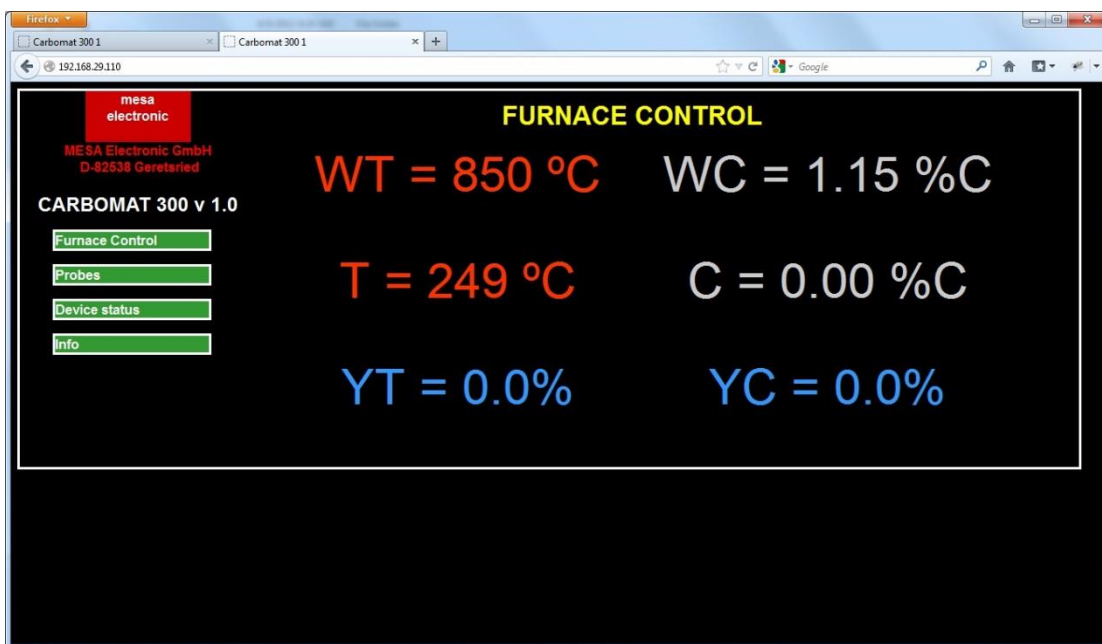 Firefox
Carbomat 300 1
Carbomat 300 1
192.168.29.110
Google
mesa
electronic
MESA Electronic GmbH
D-82538 Geretsried
CARBOMAT 300 v 1.0
Furnace Control
Probes
Device status
Info
FURNACE CONTROL
WT = 850 ºC WC = 1.15 %C
T = 249 ºC C = 0.00 %C
YT = 0.0% YC = 0.0%